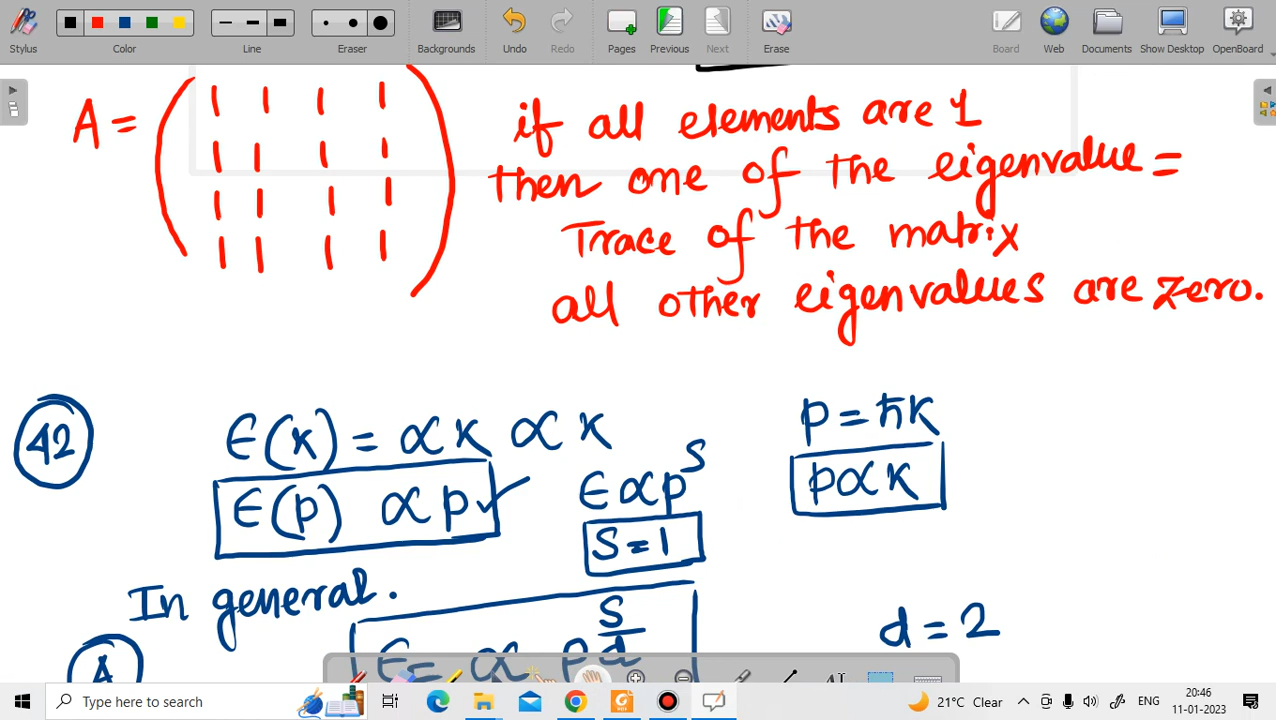 Stylus Color Line Eraser Backgrounds Undo Redo Pages Previous Next Erase Board Web Documents Show Desktop OpenBoard
A = ( 1 1 1 1
1 1 1 1
1 1 1 1
1 1 1 1 )
if all elements are 1
then one of the eigenvalue =
Trace of the matrix
all other eigenvalues are zero.
42
ϵ(k) = ∝k ∝ k
p = ħk
ϵ(p) ∝ p ✓
ϵ ∝ p^S
p ∝ k
S = 1
In general.
d = 2
A
∝ p^(S/d)
Type here to search
21°C Clear
20:46
11-01-2023